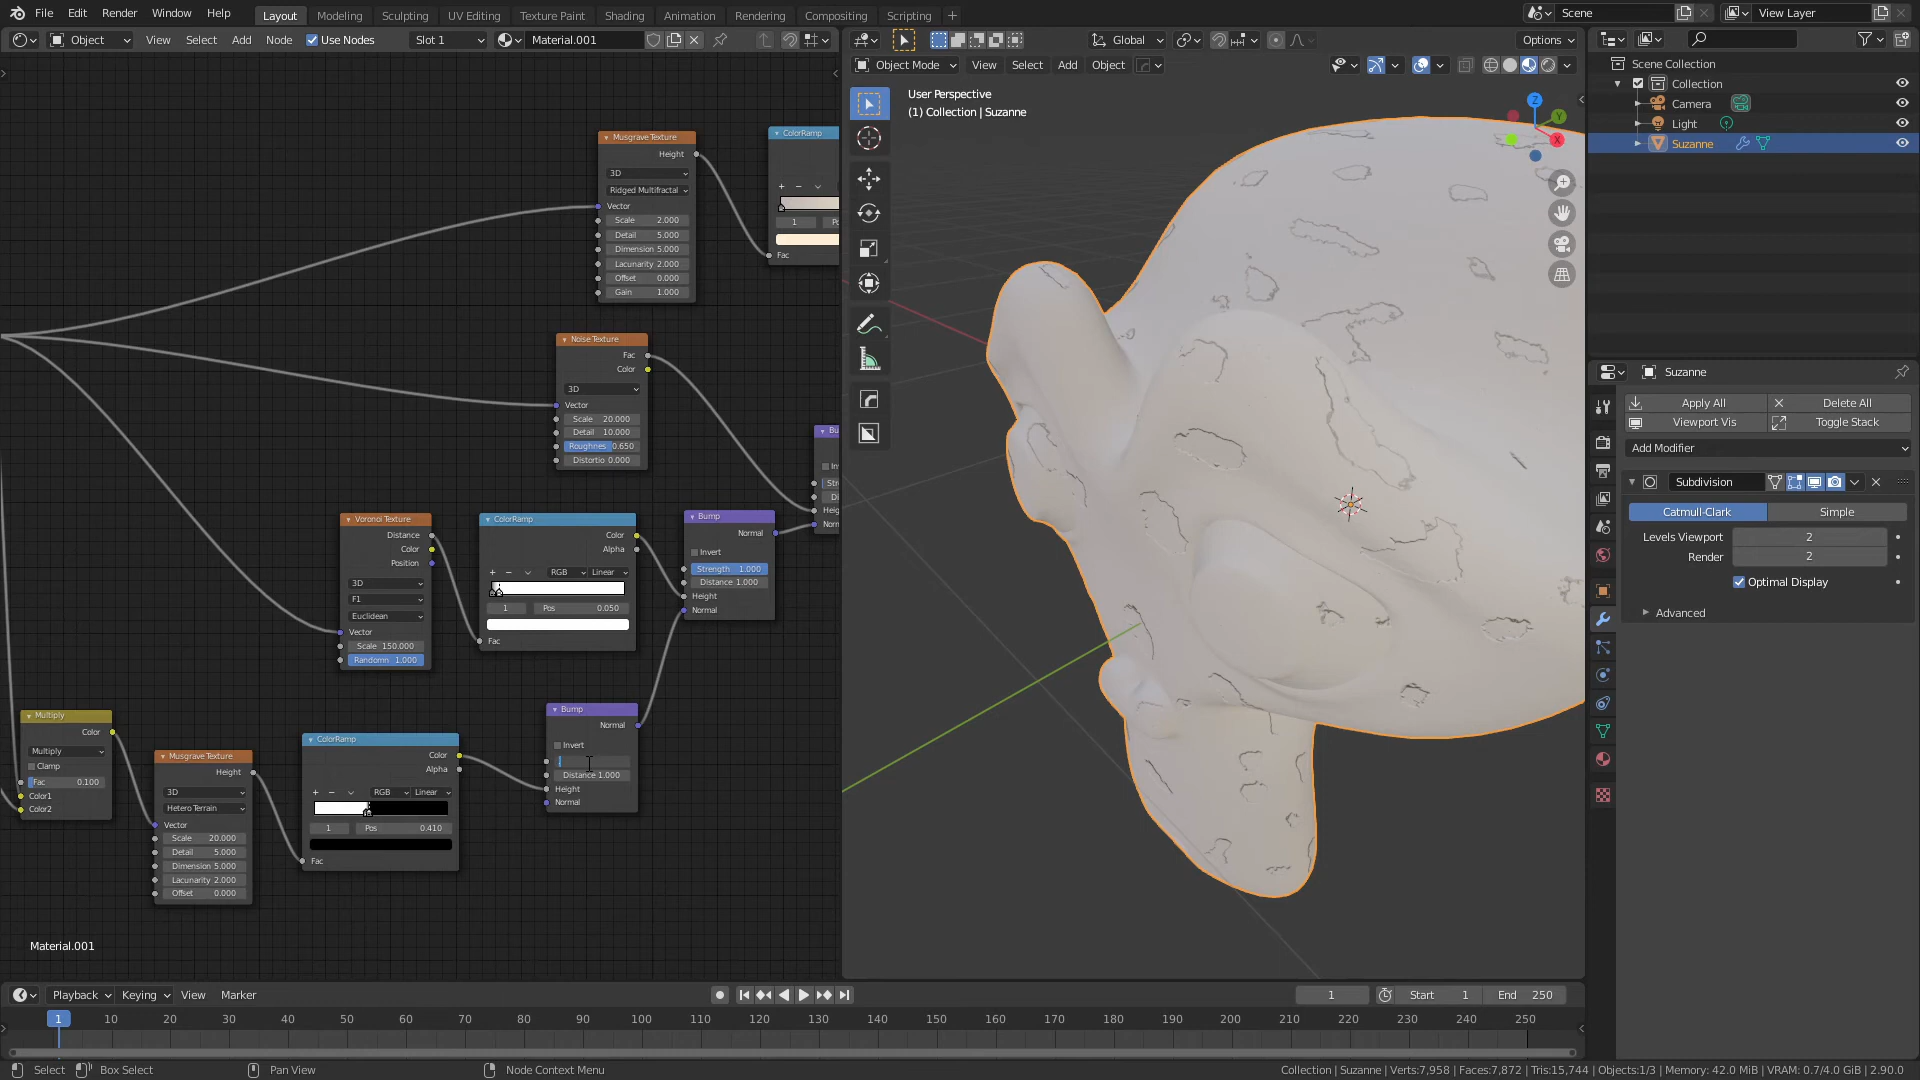 File Edit Render Window Help Layout Modeling Sculpting UV Editing Texture Paint Shading Animation Rendering Compositing Scripting + Scene View Layer
Object View Select Add Node Use Nodes Slot 1 Material.001 Global Options
Object Mode View Select Add Object
User Perspective
(1) Collection | Suzanne
Z
Y
X
Scene Collection
Collection
Camera
Light
Suzanne
Musgrave Texture
Height
3D
Ridged Multifractal
Vector
Scale 2.000
Detail 5.000
Dimension 5.000
Lacunarity 2.000
Offset 0.000
Gain 1.000
ColorRamp
1
Fac
Noise Texture
Fac
Color
3D
Vector
Scale 20.000
Detail 10.000
Roughnes 0.650
Distortio 0.000
Voronoi Texture
Distance
Color
Position
3D
F1
Euclidean
Vector
Scale 150.000
Randomn 1.000
ColorRamp
Color
Alpha
RGB Linear
1 Pos 0.050
Fac
Bump
Normal
Invert
Strength 1.000
Distance 1.000
Height
Normal
Multiply
Color
Multiply
Clamp
Fac 0.100
Color1
Color2
Musgrave Texture
Height
3D
Hetero Terrain
Vector
Scale 20.000
Detail 5.000
Dimension 5.000
Lacunarity 2.000
Offset 0.000
ColorRamp
Color
Alpha
RGB Linear
1 Pos 0.410
Fac
Bump
Normal
Invert
Distance 1.000
Height
Normal
Material.001
Suzanne
Apply All Delete All
Viewport Vis Toggle Stack
Add Modifier
Subdivision
Catmull-Clark Simple
Levels Viewport 2
Render 2
Optimal Display
Advanced
Playback Keying View Marker 1 Start 1 End 250
1 10 20 30 40 50 60 70 80 90 100 110 120 130 140 150 160 170 180 190 200 210 220 230 240 250
Select Box Select Pan View Node Context Menu Collection | Suzanne | Verts:7,958 | Faces:7,872 | Tris:15,744 | Objects:1/3 | Memory: 42.0 MiB | VRAM: 0.7/4.0 GiB | 2.90.0